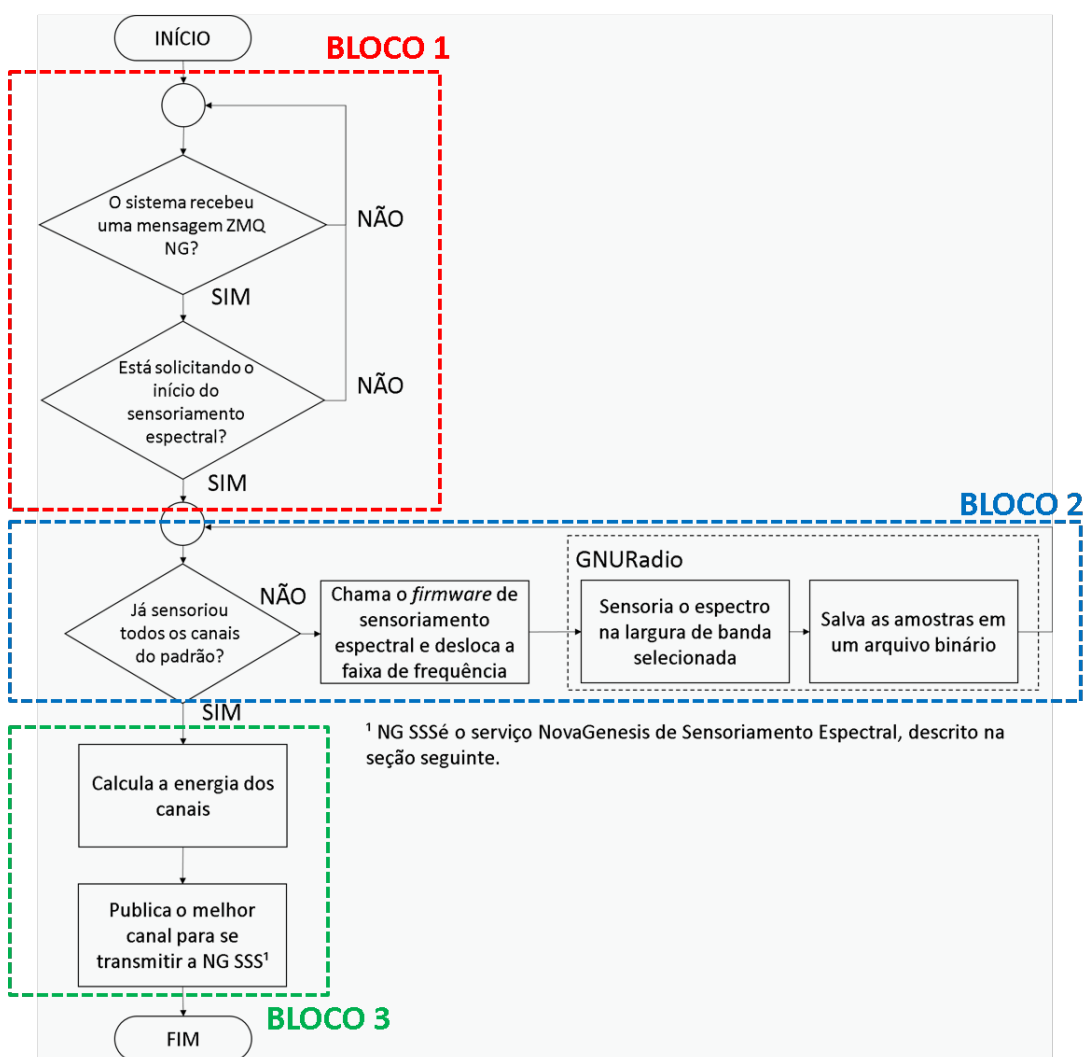 INÍCIO
BLOCO 1
O sistema recebeu
uma mensagem ZMQ
NG?
NÃO
SIM
Está solicitando o
início do
sensoriamento
espectral?
NÃO
SIM
BLOCO 2
Já sensoriou
todos os canais
do padrão?
NÃO
Chama o firmware de
sensoriamento
espectral e desloca a
faixa de frequência
GNURadio
Sensoria o espectro
na largura de banda
selecionada
Salva as amostras em
um arquivo binário
SIM
¹ NG SSSé o serviço NovaGenesis de Sensoriamento Espectral, descrito na
seção seguinte.
Calcula a energia dos
canais
Publica o melhor
canal para se
transmitir a NG SSS¹
BLOCO 3
FIM